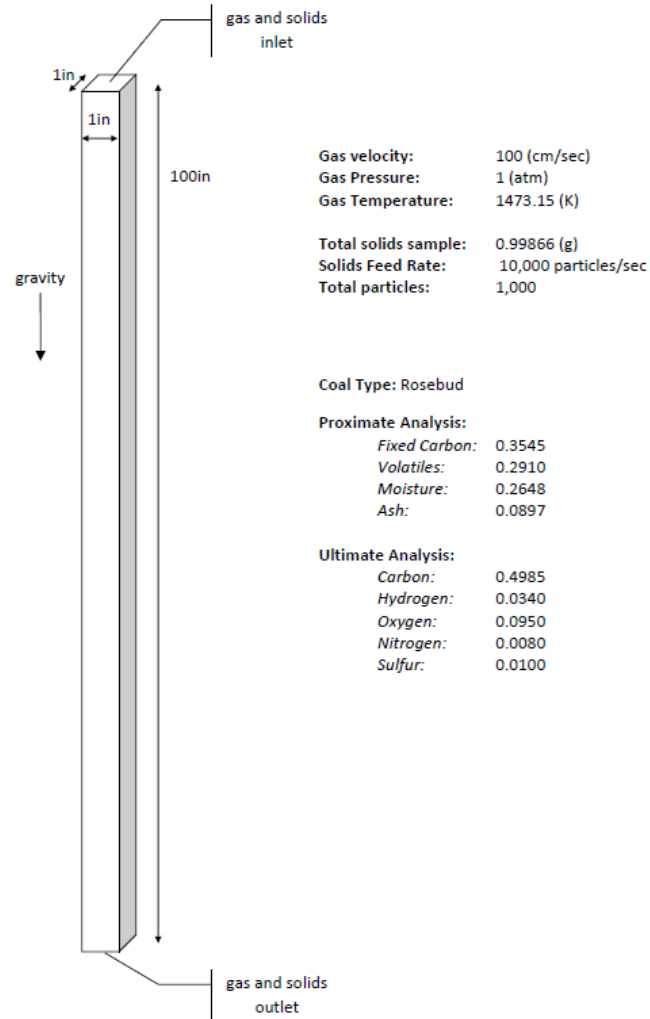 gas and solids
inlet
1in
1in
100in
gravity
Gas velocity: 100 (cm/sec)
Gas Pressure: 1 (atm)
Gas Temperature: 1473.15 (K)
Total solids sample: 0.99866 (g)
Solids Feed Rate: 10,000 particles/sec
Total particles: 1,000
Coal Type: Rosebud
Proximate Analysis:
Fixed Carbon: 0.3545
Volatiles: 0.2910
Moisture: 0.2648
Ash: 0.0897
Ultimate Analysis:
Carbon: 0.4985
Hydrogen: 0.0340
Oxygen: 0.0950
Nitrogen: 0.0080
Sulfur: 0.0100
gas and solids
outlet